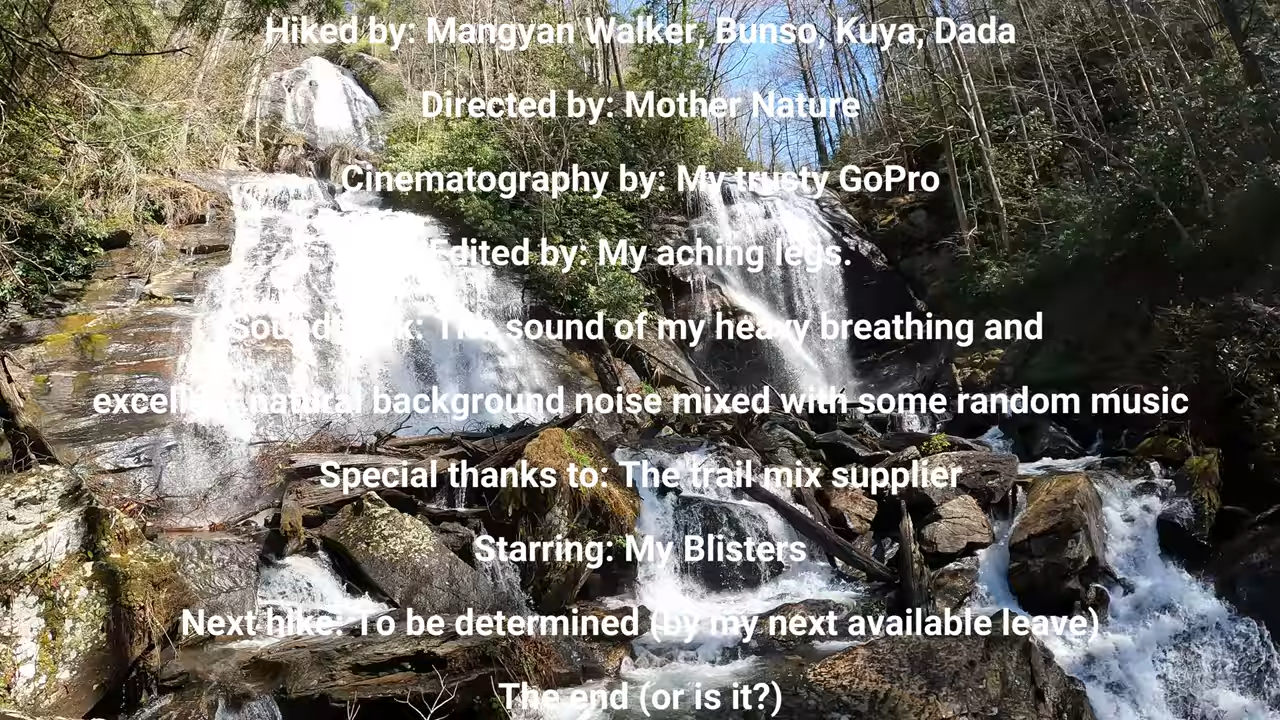 Hiked by: Mangyan Walker, Bunso, Kuya, Dada
Directed by: Mother Nature
Cinematography by: My trusty GoPro
Edited by: My aching legs.
Soundtrack: The sound of my heavy breathing and
excellent natural background noise mixed with some random music
Special thanks to: The trail mix supplier
Starring: My Blisters
Next hike: To be determined (by my next available leave)
The end (or is it?)